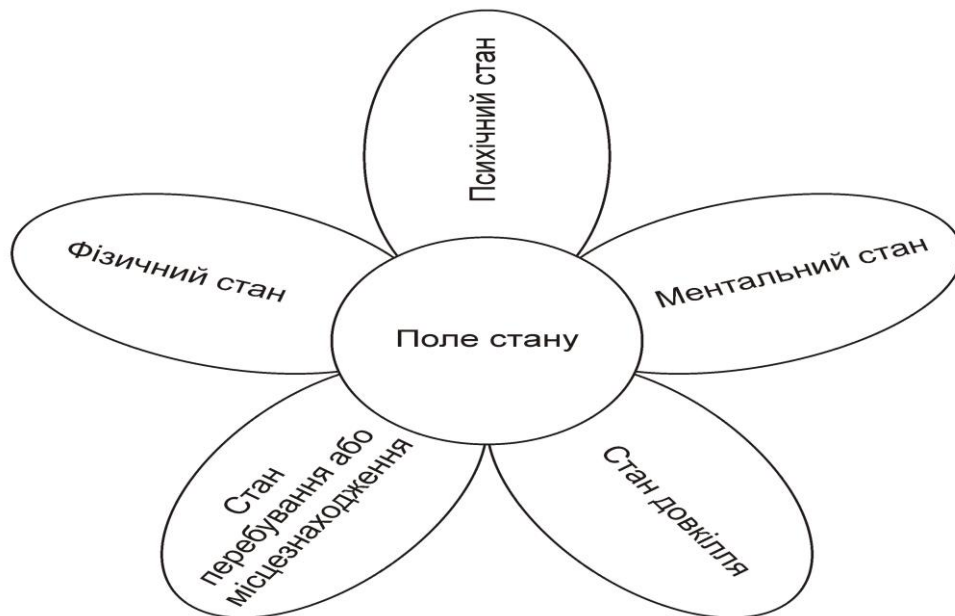 Психічний стан
Фізичний стан
Ментальний стан
Поле стану
Стан
перебування або
місцезнаходження
Стан довкілля